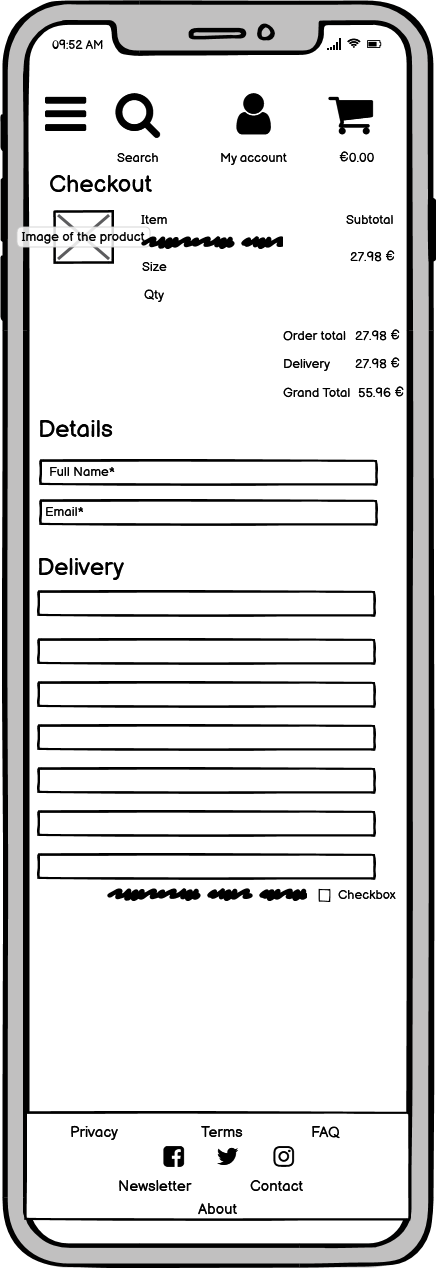 09:52 AM
Search My account €0.00
Checkout
Item Subtotal
Image of the product
27.98 €
Size
Qty
Order total 27.98 €
Delivery 27.98 €
Grand Total 55.96 €
Details
Full Name*
Email*
Delivery
Checkbox
Privacy Terms FAQ
Newsletter Contact
About